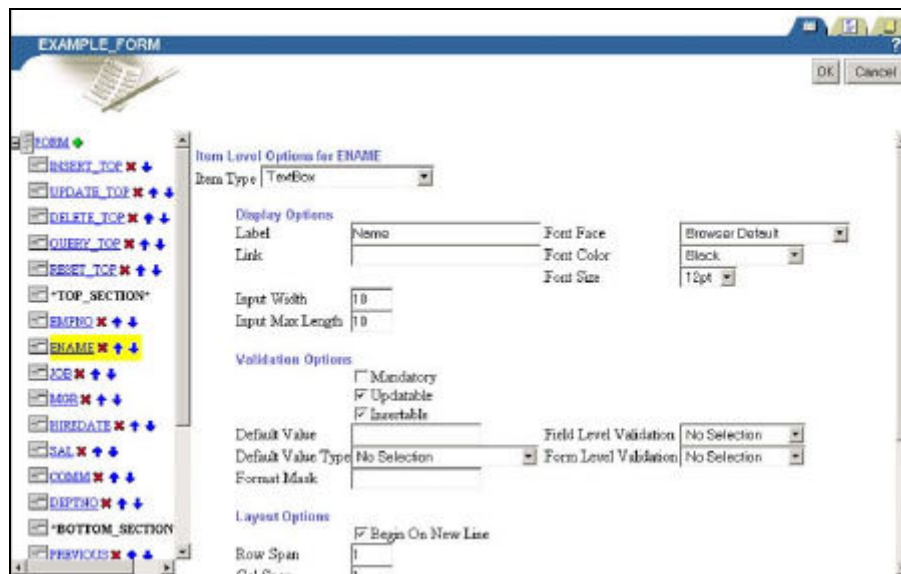 EXAMPLE_FORM
?
OK Cancel
FORM
INSERT_TOP
UPDATE_TOP
DELETE_TOP
QUERY_TOP
RESET_TOP
*TOP_SECTION*
EMPNO
ENAME
JOB
MGR
HIREDATE
SAL
COMM
DEPTNO
*BOTTOM_SECTION
PREVIOUS
Item Level Options for ENAME
Item Type TextBox
Display Options
Label Name Font Face Browser Default
Link Font Color Black
Font Size 12pt
Input Width 10
Input Max Length 10
Validation Options
Mandatory
Updatable
Insertable
Default Value Field Level Validation No Selection
Default Value Type No Selection Form Level Validation No Selection
Format Mask
Layout Options
Begin On New Line
Row Span 1
Col Span